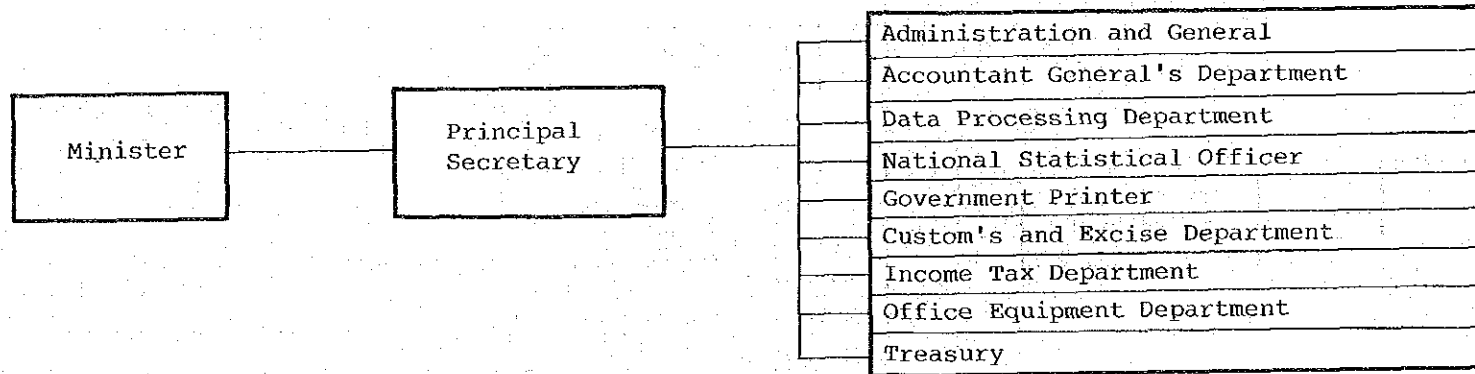 Minister
Principal
Secretary
Administration and General
Accountant General's Department
Data Processing Department
National Statistical Officer
Government Printer
Custom's and Excise Department
Income Tax Department
Office Equipment Department
Treasury